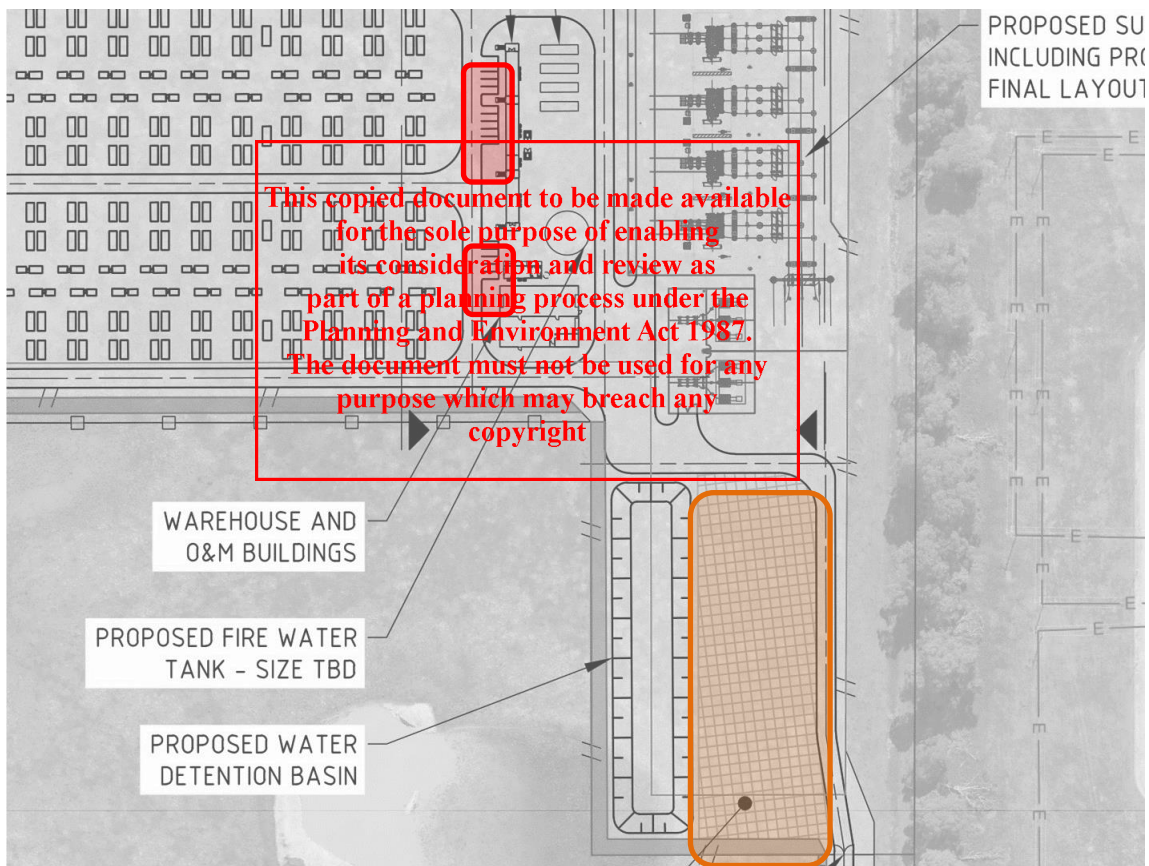 PROPOSED SU
INCLUDING PRO
FINAL LAYOUT
This copied document to be made available
for the sole purpose of enabling
its consideration and review as
part of a planning process under the
Planning and Environment Act 1987.
The document must not be used for any
purpose which may breach any
copyright
WAREHOUSE AND
O&M BUILDINGS
PROPOSED FIRE WATER
TANK - SIZE TBD
PROPOSED WATER
DETENTION BASIN
E
E
E
E
E
E
E
E
E
E
E
E